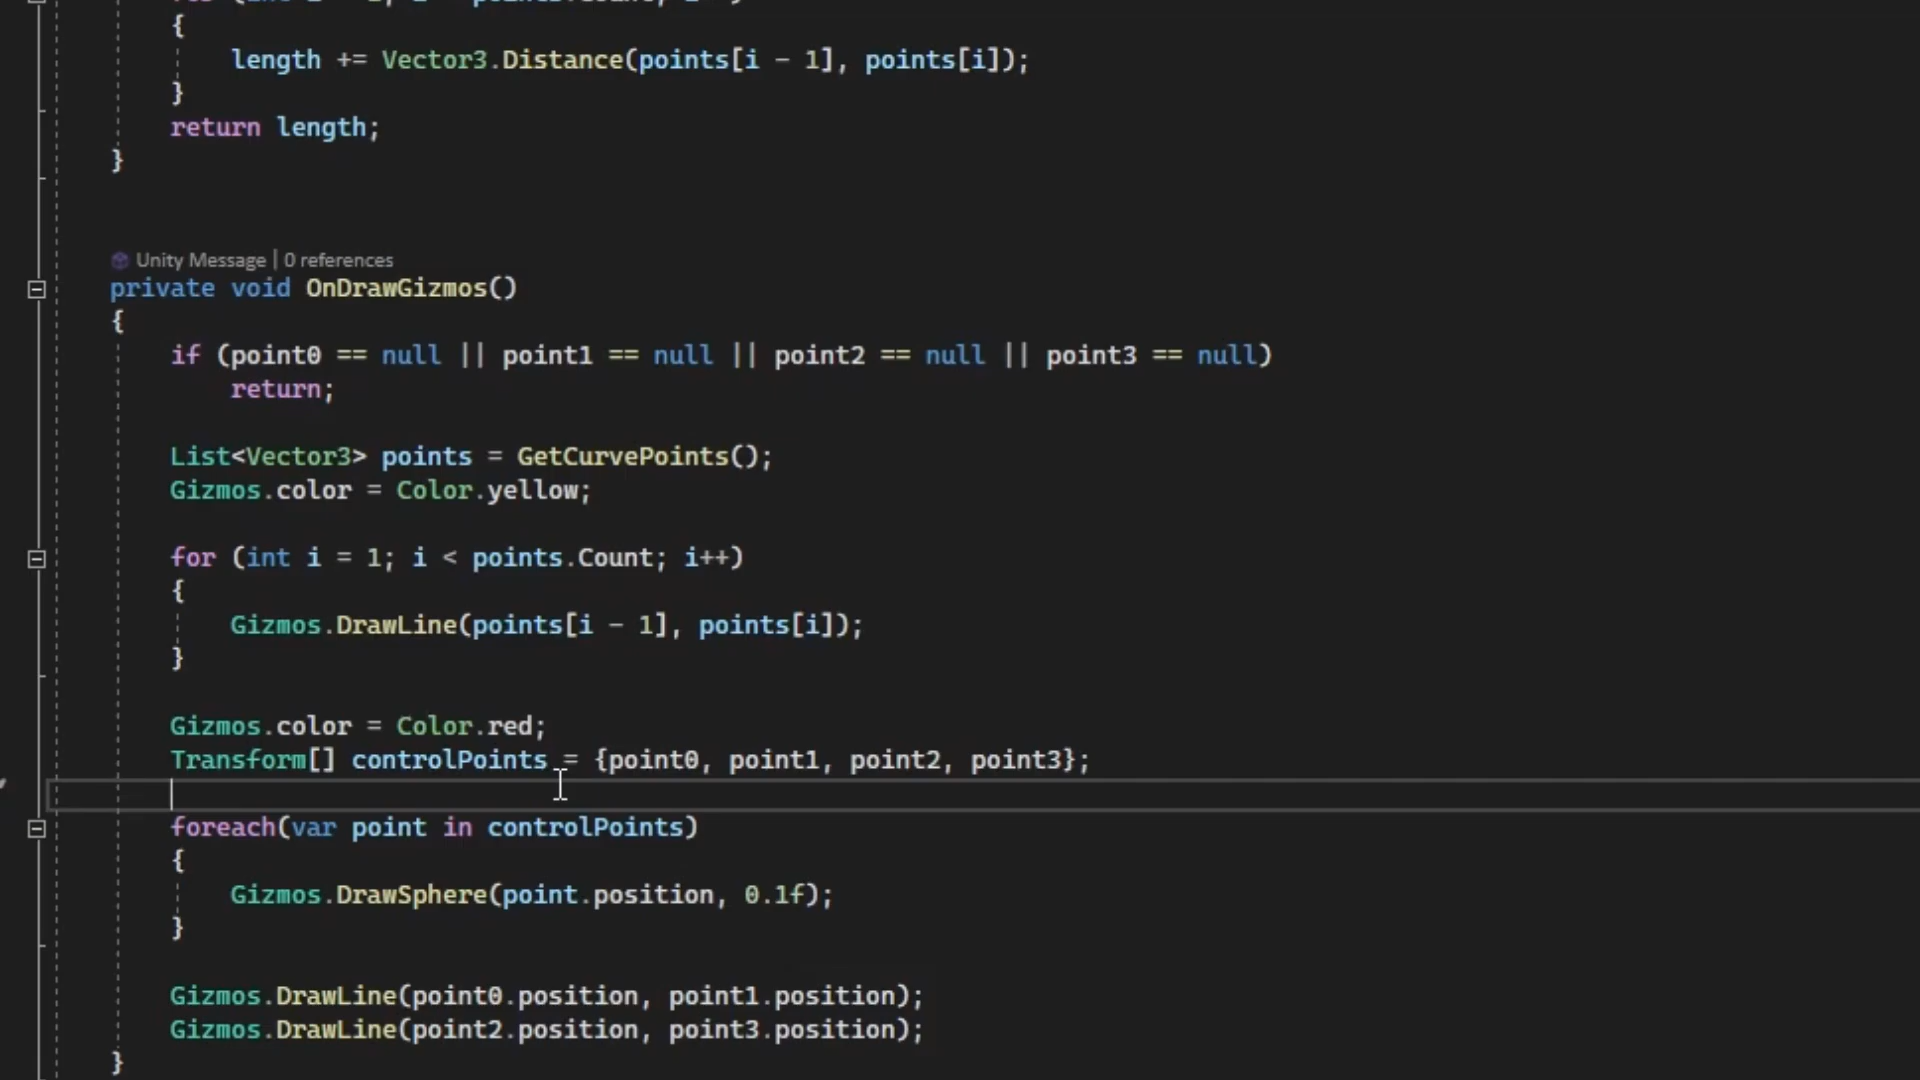 {
length += Vector3.Distance(points[i - 1], points[i]);
}
return length;
}
Unity Message | 0 references
private void OnDrawGizmos()
{
if (point0 == null || point1 == null || point2 == null || point3 == null)
return;
List<Vector3> points = GetCurvePoints();
Gizmos.color = Color.yellow;
for (int i = 1; i < points.Count; i++)
{
Gizmos.DrawLine(points[i - 1], points[i]);
}
Gizmos.color = Color.red;
Transform[] controlPoints = {point0, point1, point2, point3};
foreach(var point in controlPoints)
{
Gizmos.DrawSphere(point.position, 0.1f);
}
Gizmos.DrawLine(point0.position, point1.position);
Gizmos.DrawLine(point2.position, point3.position);
}